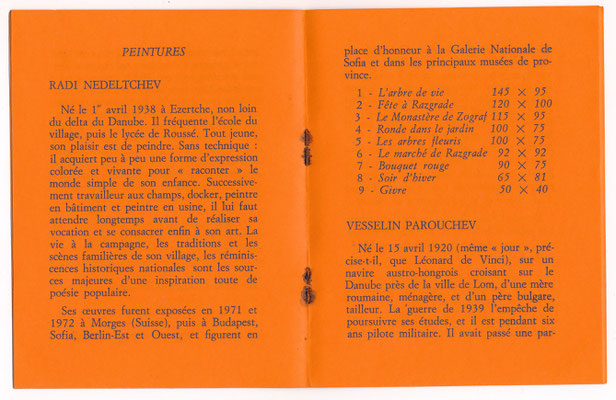 PEINTURES
RADI NEDELTCHEV
Né le 1er avril 1938 à Ezertche, non loin
du delta du Danube. Il fréquente l'école du
village, puis le lycée de Roussé. Tout jeune,
son plaisir est de peindre. Sans technique :
il acquiert peu à peu une forme d'expression
colorée et vivante pour « raconter » le
monde simple de son enfance. Successive-
ment travailleur aux champs, docker, peintre
en bâtiment et peintre en usine, il lui faut
attendre longtemps avant de réaliser sa
vocation et se consacrer enfin à son art. La
vie à la campagne, les traditions et les
scènes familières de son village, les réminis-
cences historiques nationales sont les sour-
ces majeures d'une inspiration toute de
poésie populaire.
Ses œuvres furent exposées en 1971 et
1972 à Morges (Suisse), puis à Budapest,
Sofia, Berlin-Est et Ouest, et figurent en
place d'honneur à la Galerie Nationale de
Sofia et dans les principaux musées de pro-
vince.
1 - L'arbre de vie 145 × 95
2 - Fête à Razgrade 120 × 100
3 - Le Monastère de Zograf 115 × 95
4 - Ronde dans le jardin 100 × 75
5 - Les arbres fleuris 100 × 75
6 - Le marché de Razgrade 92 × 92
7 - Bouquet rouge 90 × 75
8 - Soir d'hiver 65 × 81
9 - Givre 50 × 40
VESSELIN PAROUCHEV
Né le 15 avril 1920 (même « jour », pré-
cise-t-il, que Léonard de Vinci), sur un
navire austro-hongrois croisant sur le
Danube près de la ville de Lom, d'une mère
roumaine, ménagère, et d'un père bulgare,
tailleur. La guerre de 1939 l'empêche de
poursuivre ses études, et il est pendant six
ans pilote militaire. Il avait passé une par-